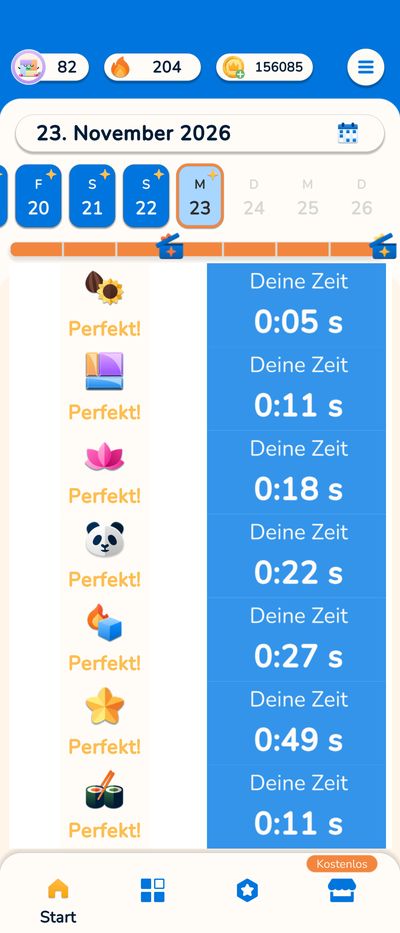 82 204 156085
23. November 2026
F S S M D M D
20 21 22 23 24 25 26
Deine Zeit
Perfekt! 0:05 s
Deine Zeit
Perfekt! 0:11 s
Deine Zeit
Perfekt! 0:18 s
Deine Zeit
Perfekt! 0:22 s
Deine Zeit
Perfekt! 0:27 s
Deine Zeit
Perfekt! 0:49 s
Deine Zeit
Perfekt! 0:11 s
Kostenlos
Start